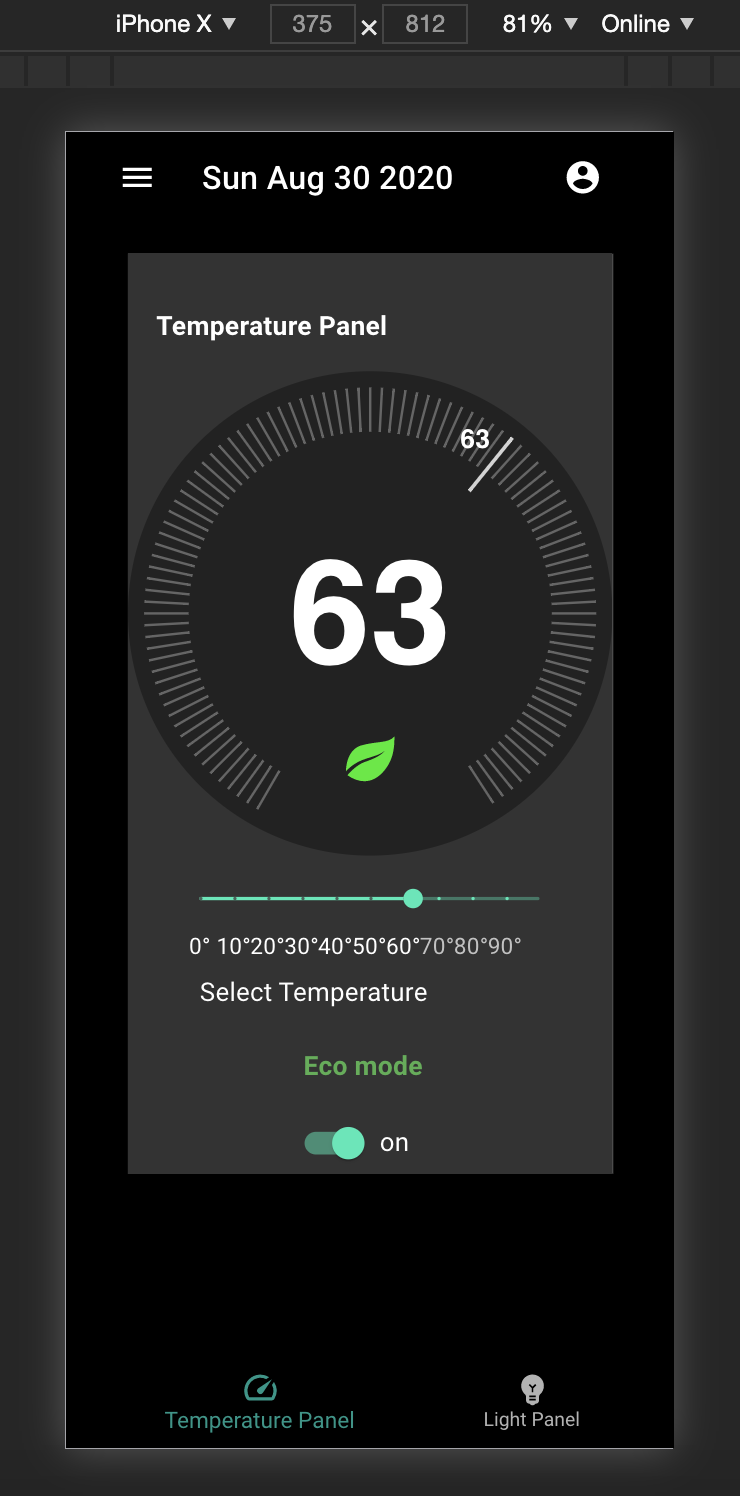 iPhone X ▼ 375 × 812 81% ▼ Online ▼
Sun Aug 30 2020
Temperature Panel
63
63
0° 10°20°30°40°50°60°70°80°90°
Select Temperature
Eco mode
on
Temperature Panel Light Panel